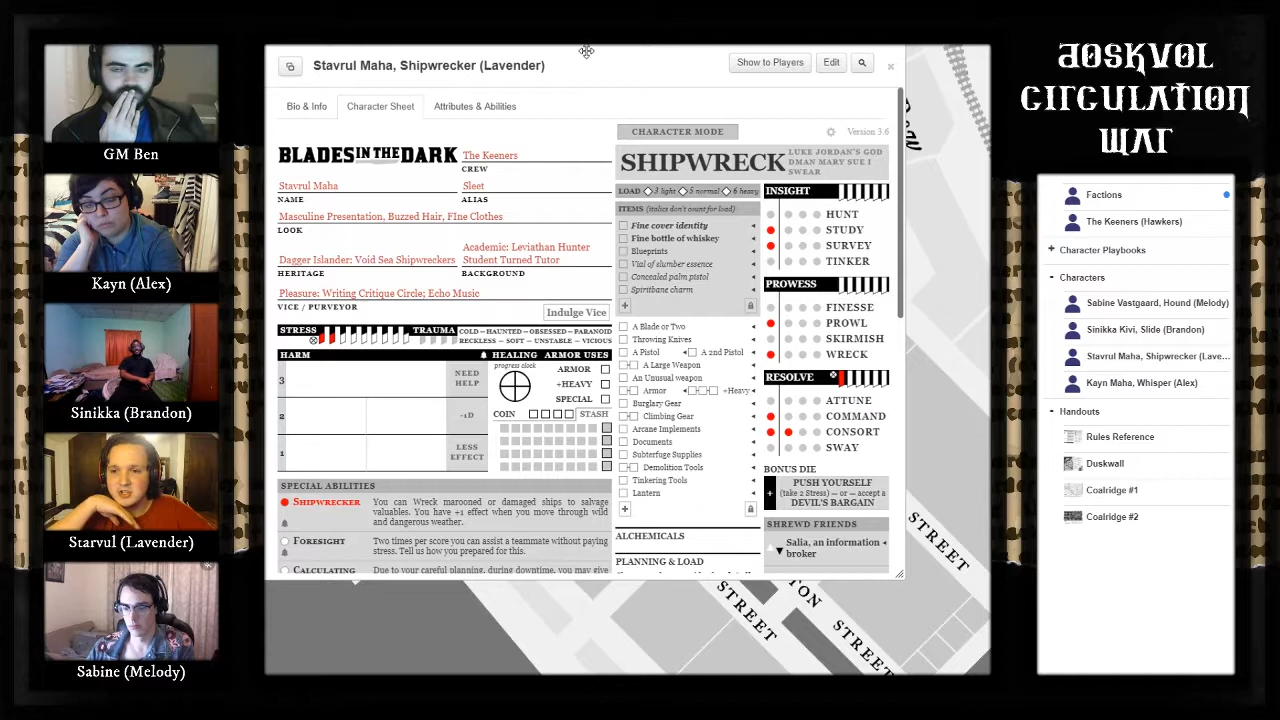 GM Ben
Kayn (Alex)
Sinikka (Brandon)
Starvul (Lavender)
Sabine (Melody)
Stavrul Maha, Shipwrecker (Lavender)
Show to Players
Edit
Bio & Info
Character Sheet
Attributes & Abilities
CHARACTER MODE
Version 3.6
BLADES IN THE DARK
The Keeners
CREW
Stavrul Maha
Sleet
NAME
ALIAS
Masculine Presentation, Buzzed Hair, FIne Clothes
LOOK
Dagger Islander: Void Sea Shipwreckers
Academic: Leviathan Hunter
Student Turned Tutor
HERITAGE
BACKGROUND
Pleasure: Writing Critique Circle; Echo Music
VICE / PURVEYOR
Indulge Vice
STRESS
TRAUMA
COLD—HAUNTED—OBSESSED—PARANOID
RECKLESS – SOFT – UNSTABLE – VICIOUS
HARM
HEALING
ARMOR USES
progress clock
3
NEED
HELP
ARMOR
+HEAVY
SPECIAL
2
-1D
COIN
STASH
1
LESS
EFFECT
SPECIAL ABILITIES
SHIPWRECKER
You can Wreck marooned or damaged ships to salvage
valuables. You have +1 effect when you move through wild
and dangerous weather.
FORESIGHT
Two times per score you can assist a teammate without paying
stress. Tell us how you prepared for this.
CALCULATING
Due to your careful planning, during downtime, you may give
SHIPWRECK
LUKE JORDAN'S GOD
DMAN MARY SUE I
SWEAR
LOAD 3 light 5 normal 6 heavy
ITEMS (italics don't count for load)
Fine cover identity
Fine bottle of whiskey
Blueprints
Vial of slumber essence
Concealed palm pistol
Spiritbane charm
A Blade or Two
Throwing Knives
A Pistol
A 2nd Pistol
A Large Weapon
An Unusual weapon
Armor
+Heavy
Burglary Gear
Climbing Gear
Arcane Implements
Documents
Subterfuge Supplies
Demolition Tools
Tinkering Tools
Lantern
ALCHEMICALS
PLANNING & LOAD
INSIGHT
HUNT
STUDY
SURVEY
TINKER
PROWESS
FINESSE
PROWL
SKIRMISH
WRECK
RESOLVE
ATTUNE
COMMAND
CONSORT
SWAY
BONUS DIE
+
PUSH YOURSELF
(take 2 Stress) — or — accept a
DEVIL'S BARGAIN
SHREWD FRIENDS
Salia, an information
broker
STREET
STREET
TON
STREET
DOSKVOL
CIRCULATION
WAR
Factions
The Keeners (Hawkers)
Character Playbooks
Characters
Sabine Vastgaard, Hound (Melody)
Sinikka Kivi, Slide (Brandon)
Stavrul Maha, Shipwrecker (Lave...
Kayn Maha, Whisper (Alex)
Handouts
Rules Reference
Duskwall
Coalridge #1
Coalridge #2